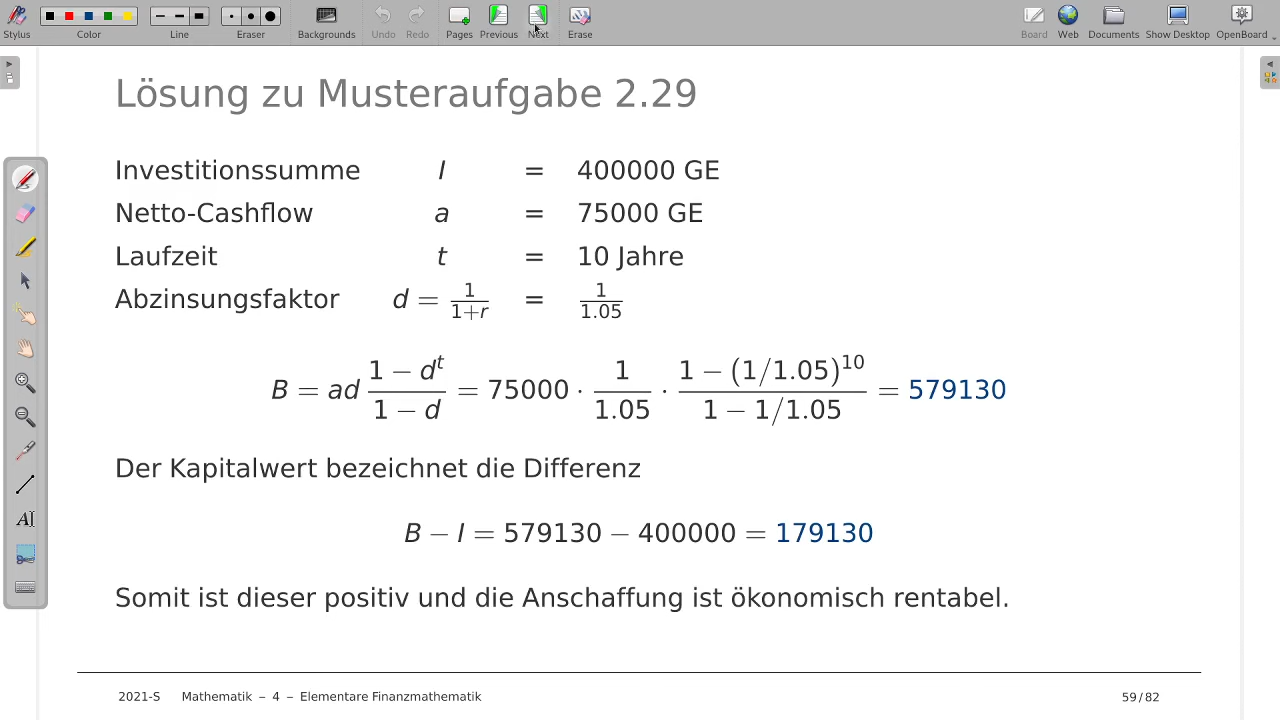 Stylus Color Line Eraser Backgrounds Undo Redo Pages Previous Next Erase Board Web Documents Show Desktop OpenBoard
Lösung zu Musteraufgabe 2.29
Investitionssumme I = 400000 GE
Netto-Cashflow a = 75000 GE
Laufzeit t = 10 Jahre
Abzinsungsfaktor d = 1/(1+r) = 1/1.05
B = ad (1 − d^t)/(1 − d) = 75000 · 1/1.05 · (1 − (1/1.05)^10)/(1 − 1/1.05) = 579130
Der Kapitalwert bezeichnet die Differenz
B − I = 579130 − 400000 = 179130
Somit ist dieser positiv und die Anschaffung ist ökonomisch rentabel.
2021-S Mathematik – 4 – Elementare Finanzmathematik 59/82